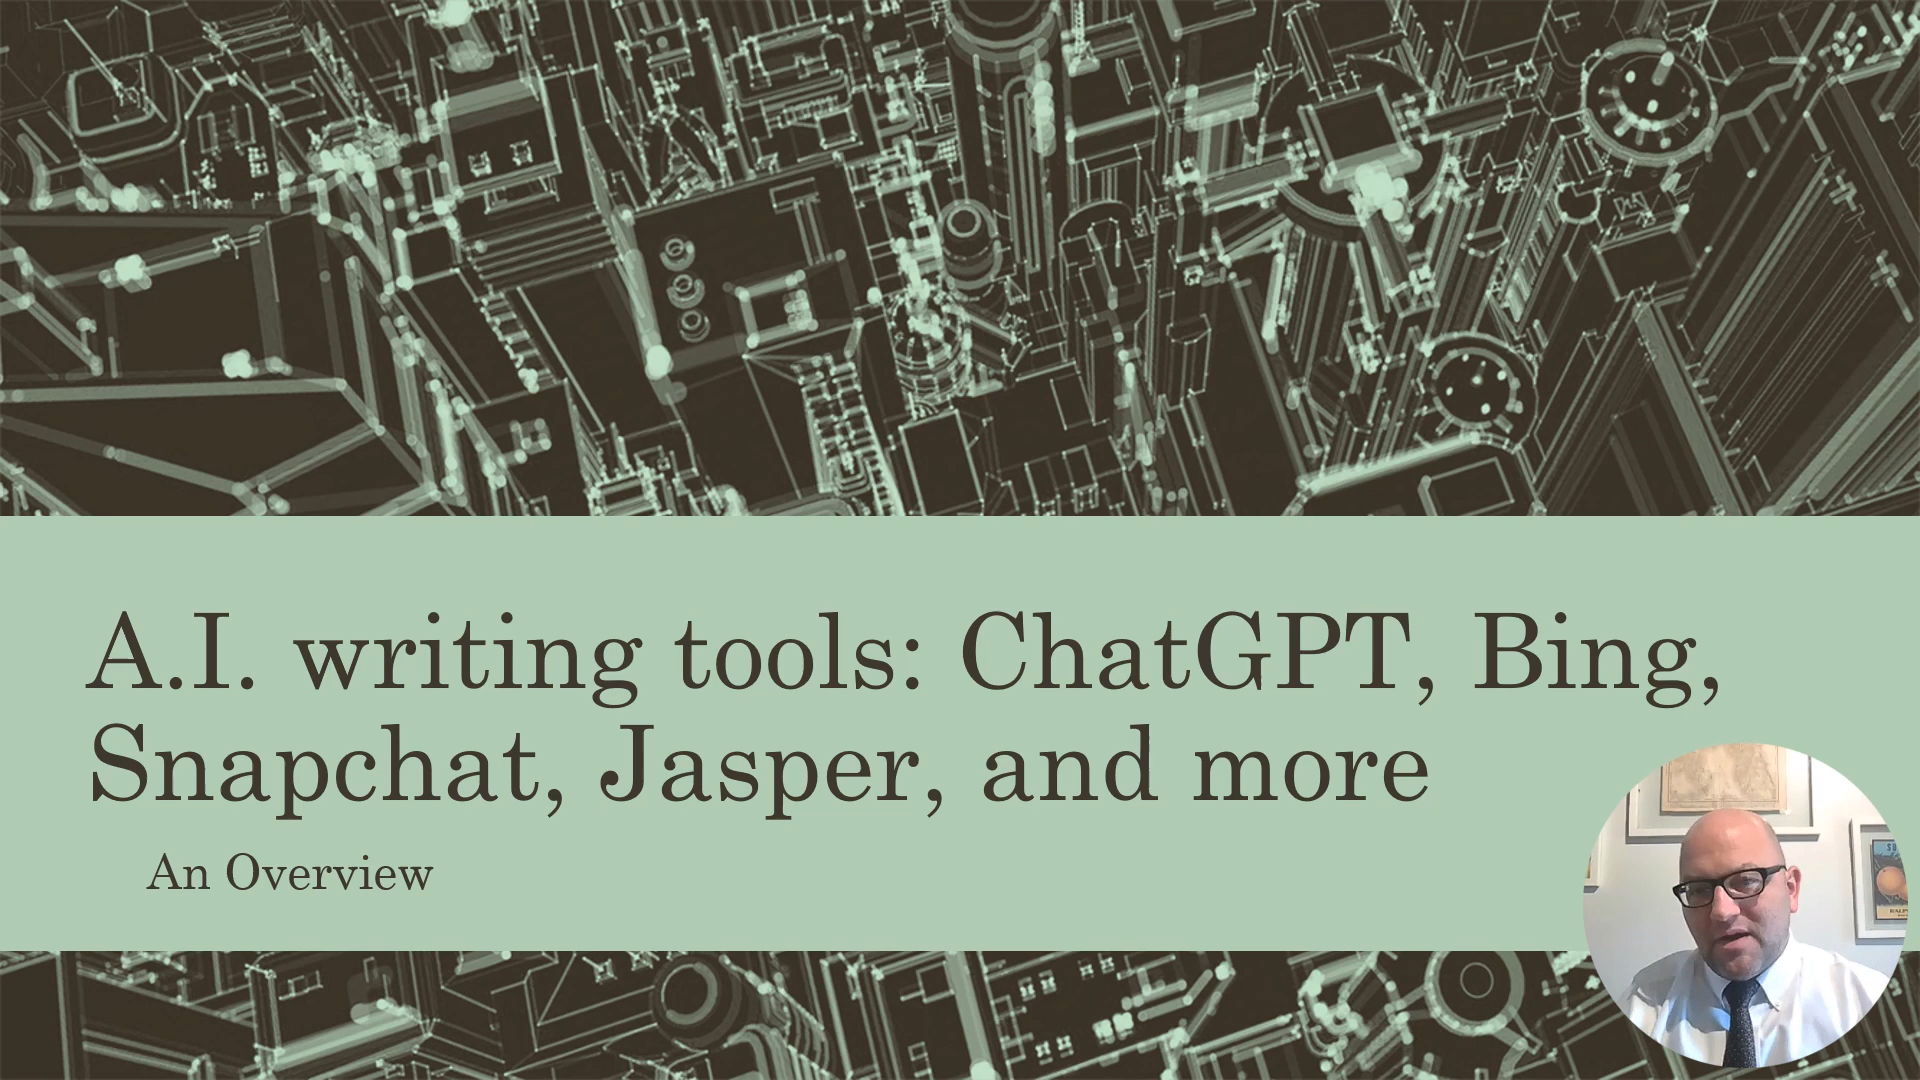 A.I. writing tools: ChatGPT, Bing,
Snapchat, Jasper, and more
An Overview